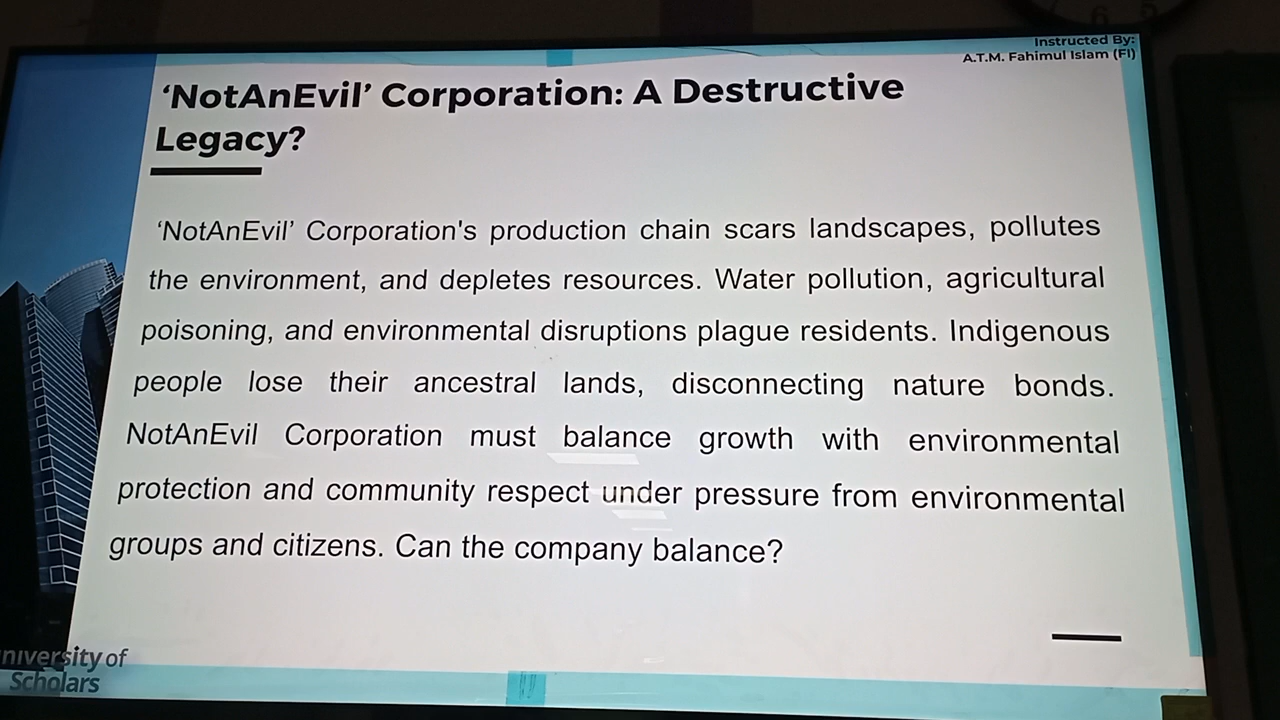 Instructed By:
A.T.M. Fahimul Islam (FI)
‘NotAnEvil’ Corporation: A Destructive
Legacy?
‘NotAnEvil’ Corporation's production chain scars landscapes, pollutes
the environment, and depletes resources. Water pollution, agricultural
poisoning, and environmental disruptions plague residents. Indigenous
people lose their ancestral lands, disconnecting nature bonds.
NotAnEvil Corporation must balance growth with environmental
protection and community respect under pressure from environmental
groups and citizens. Can the company balance?
niversity of
Scholars
6 5